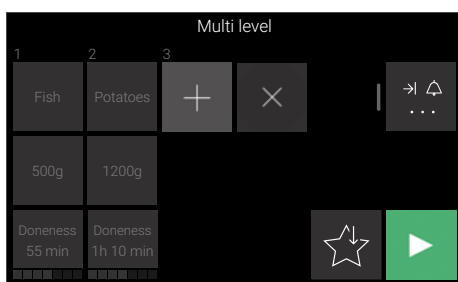 Multi level
1 2 3
Fish Potatoes
500g 1200g
Doneness Doneness
55 min 1h 10 min